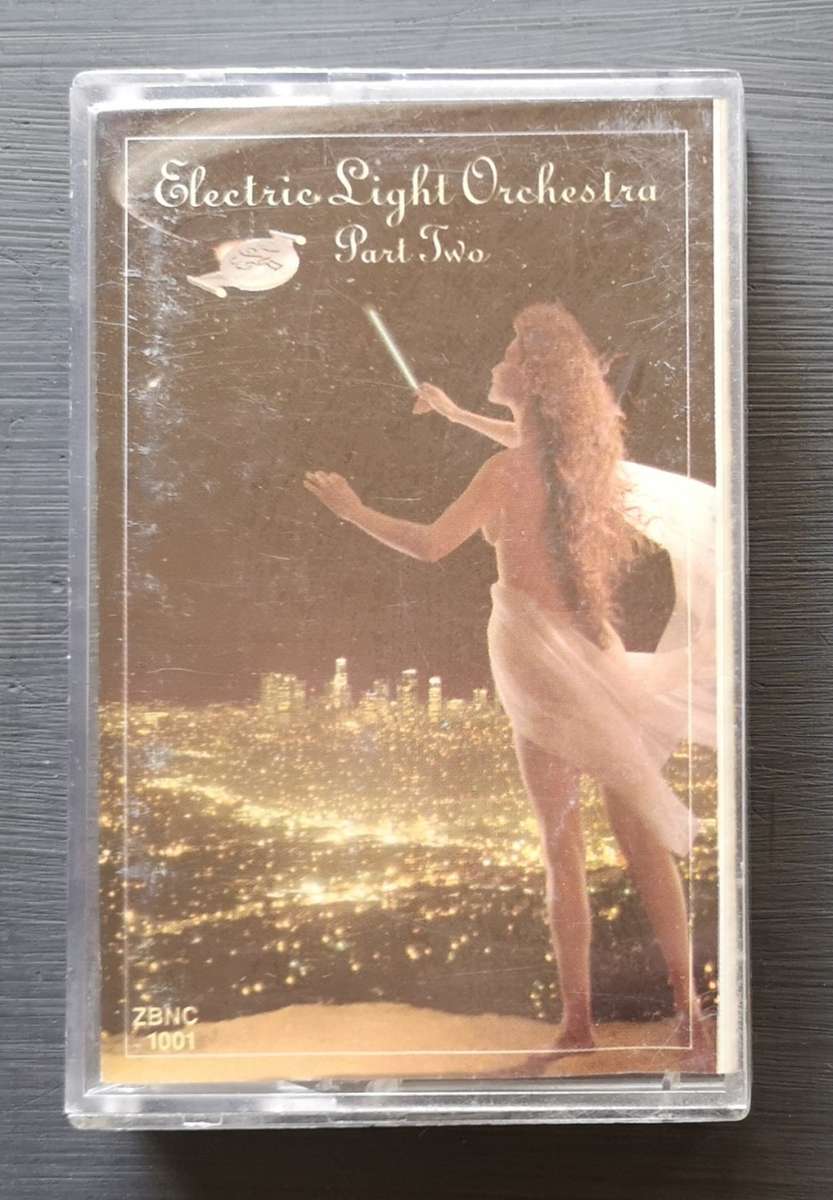 Electric Light Orchestra
Part Two
ZBNC
1001